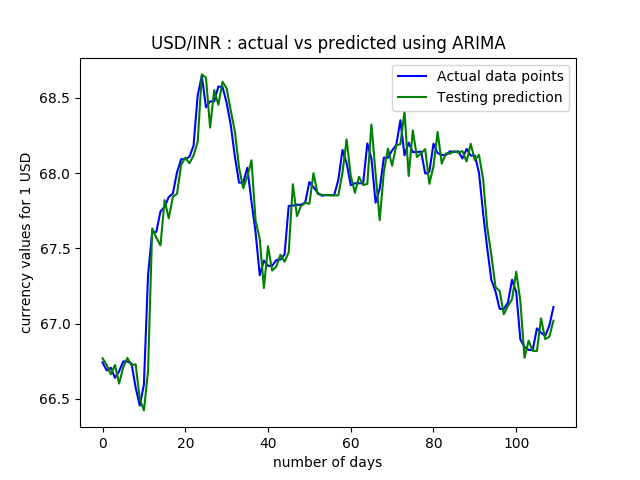 USD/INR : actual vs predicted using ARIMA
Actual data points
Testing prediction
currency values for 1 USD
68.5
68.0
67.5
67.0
66.5
0 20 40 60 80 100
number of days